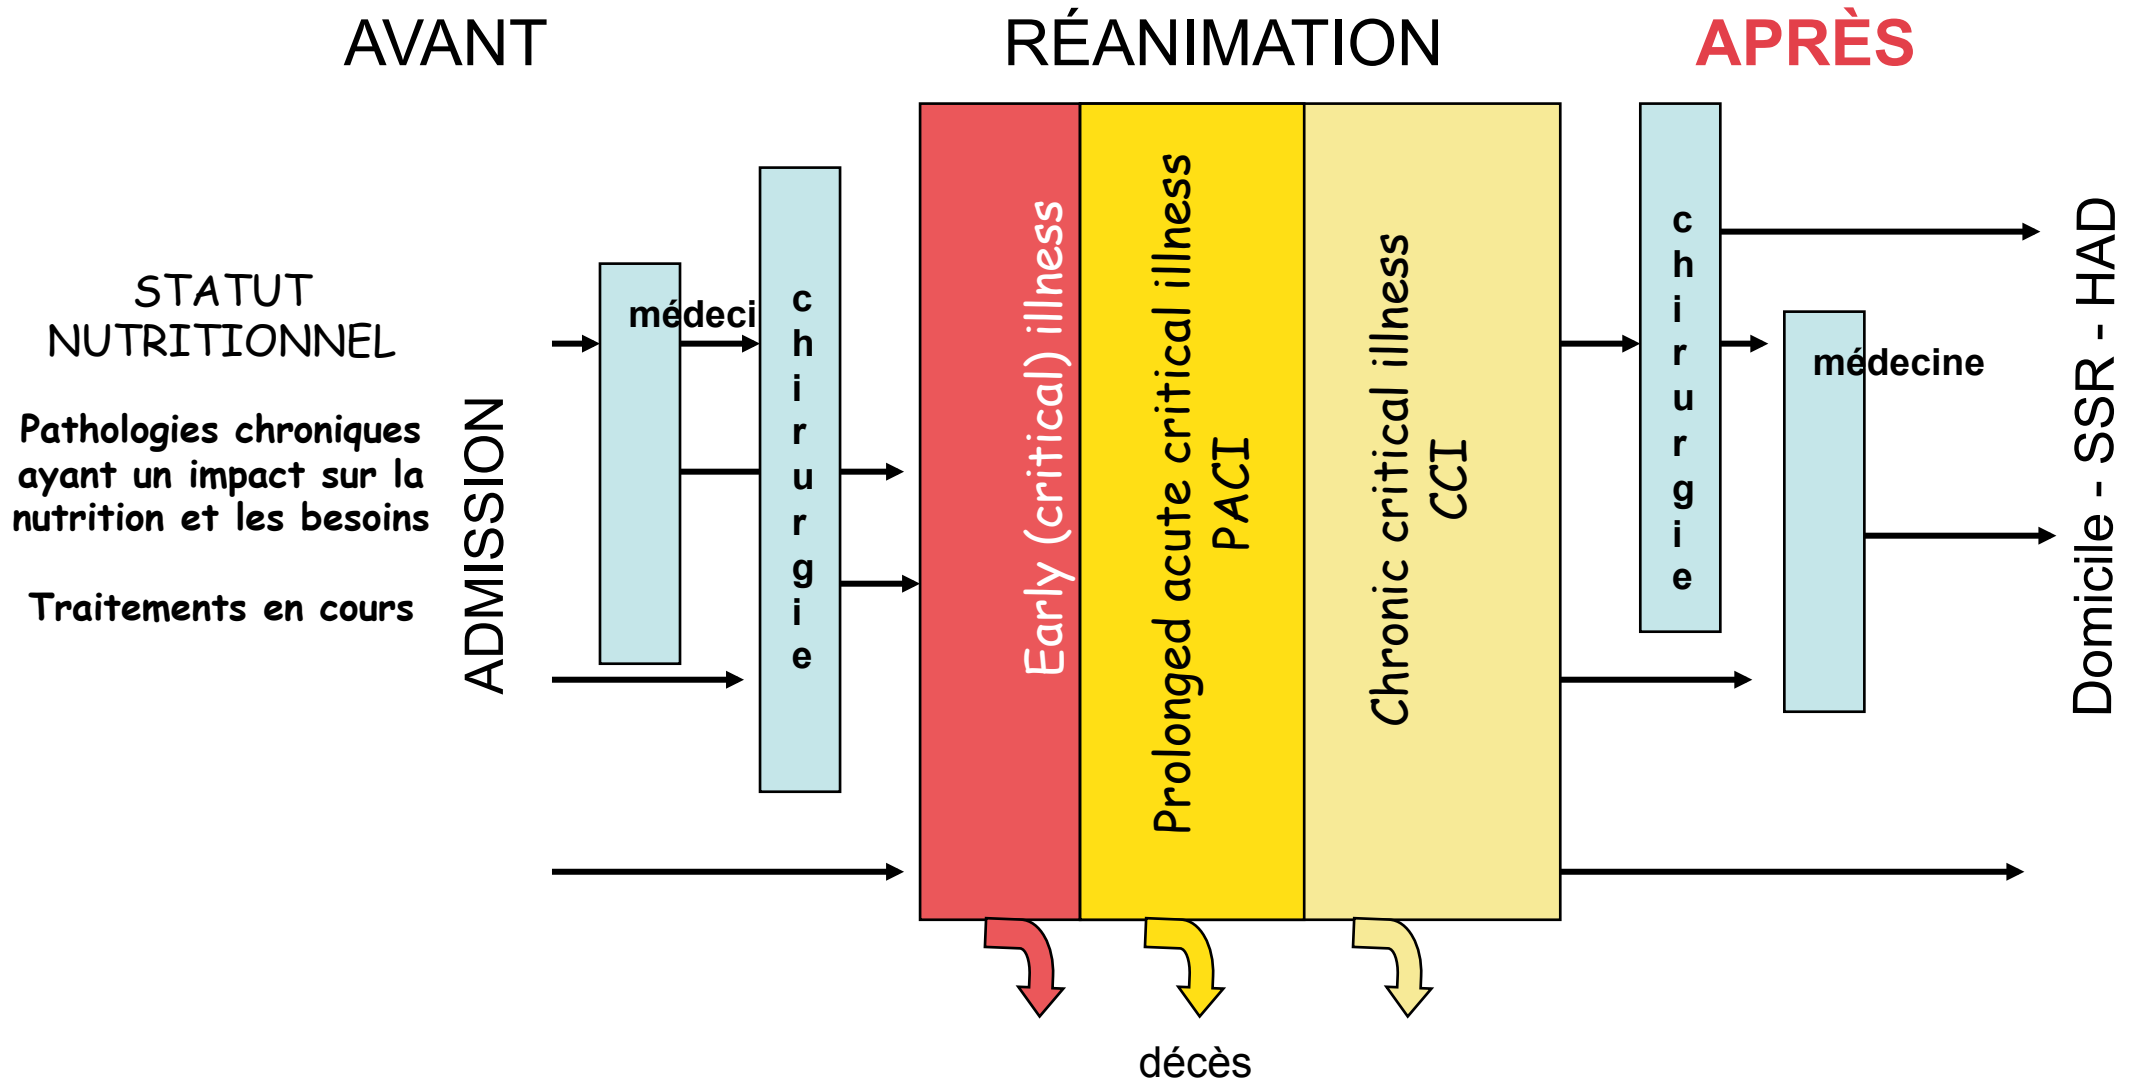 AVANT
RÉANIMATION
APRÈS
STATUT
NUTRITIONNEL
Pathologies chroniques
ayant un impact sur la
nutrition et les besoins
Traitements en cours
ADMISSION
médeci
chirurgie
Early (critical) illness
Prolonged acute critical illness
PACI
Chronic critical illness
CCI
chirurgie
médecine
Domicile - SSR - HAD
décès